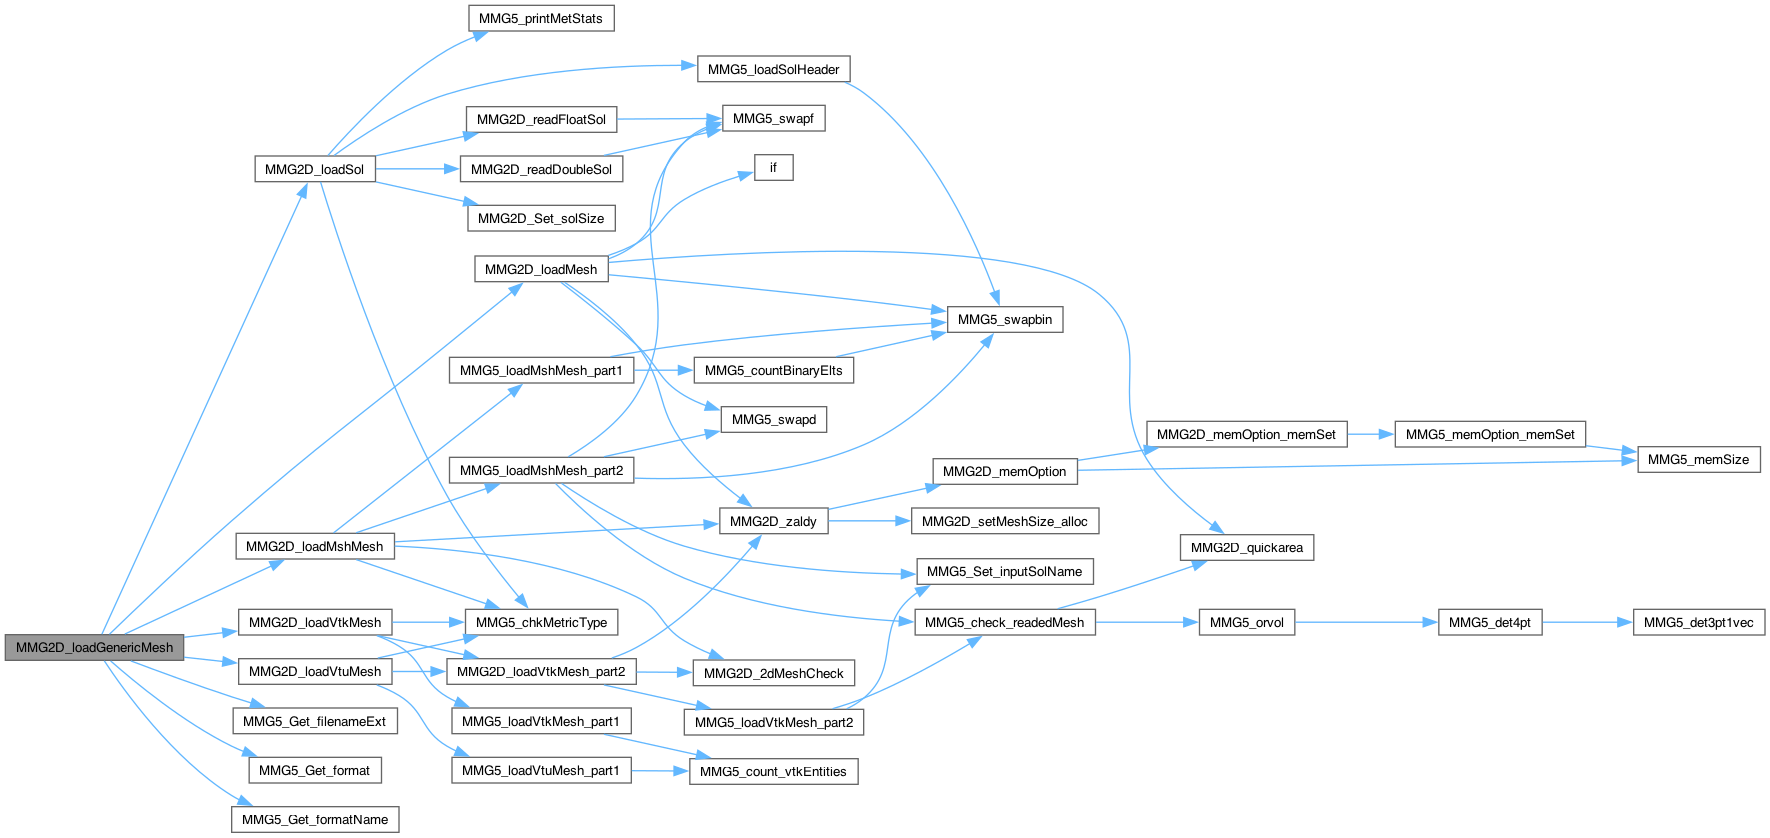 MMG5_printMetStats
MMG5_loadSolHeader
MMG2D_readFloatSol
MMG5_swapf
MMG2D_loadSol
MMG2D_readDoubleSol
if
MMG2D_Set_solSize
MMG2D_loadMesh
MMG5_swapbin
MMG5_loadMshMesh_part1
MMG5_countBinaryElts
MMG5_swapd
MMG2D_memOption_memSet
MMG5_memOption_memSet
MMG5_memSize
MMG5_loadMshMesh_part2
MMG2D_memOption
MMG2D_zaldy
MMG2D_setMeshSize_alloc
MMG2D_loadMshMesh
MMG2D_quickarea
MMG5_Set_inputSolName
MMG2D_loadVtkMesh
MMG5_chkMetricType
MMG5_check_readedMesh
MMG5_orvol
MMG5_det4pt
MMG5_det3pt1vec
MMG2D_loadGenericMesh
MMG2D_loadVtuMesh
MMG2D_loadVtkMesh_part2
MMG2D_2dMeshCheck
MMG5_Get_filenameExt
MMG5_loadVtkMesh_part1
MMG5_loadVtkMesh_part2
MMG5_Get_format
MMG5_loadVtuMesh_part1
MMG5_count_vtkEntities
MMG5_Get_formatName